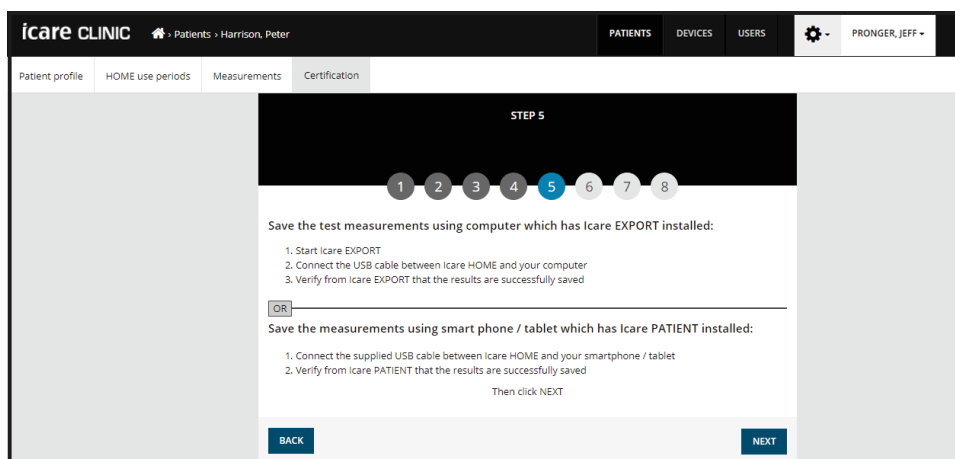 icare CLINIC › Patients › Harrison, Peter PATIENTS DEVICES USERS PRONGER, JEFF
Patient profile HOME use periods Measurements Certification
STEP 5
1 2 3 4 5 6 7 8
Save the test measurements using computer which has Icare EXPORT installed:
1. Start Icare EXPORT
2. Connect the USB cable between Icare HOME and your computer
3. Verify from Icare EXPORT that the results are successfully saved
OR
Save the measurements using smart phone / tablet which has Icare PATIENT installed:
1. Connect the supplied USB cable between Icare HOME and your smartphone / tablet
2. Verify from Icare PATIENT that the results are successfully saved
Then click NEXT
BACK NEXT